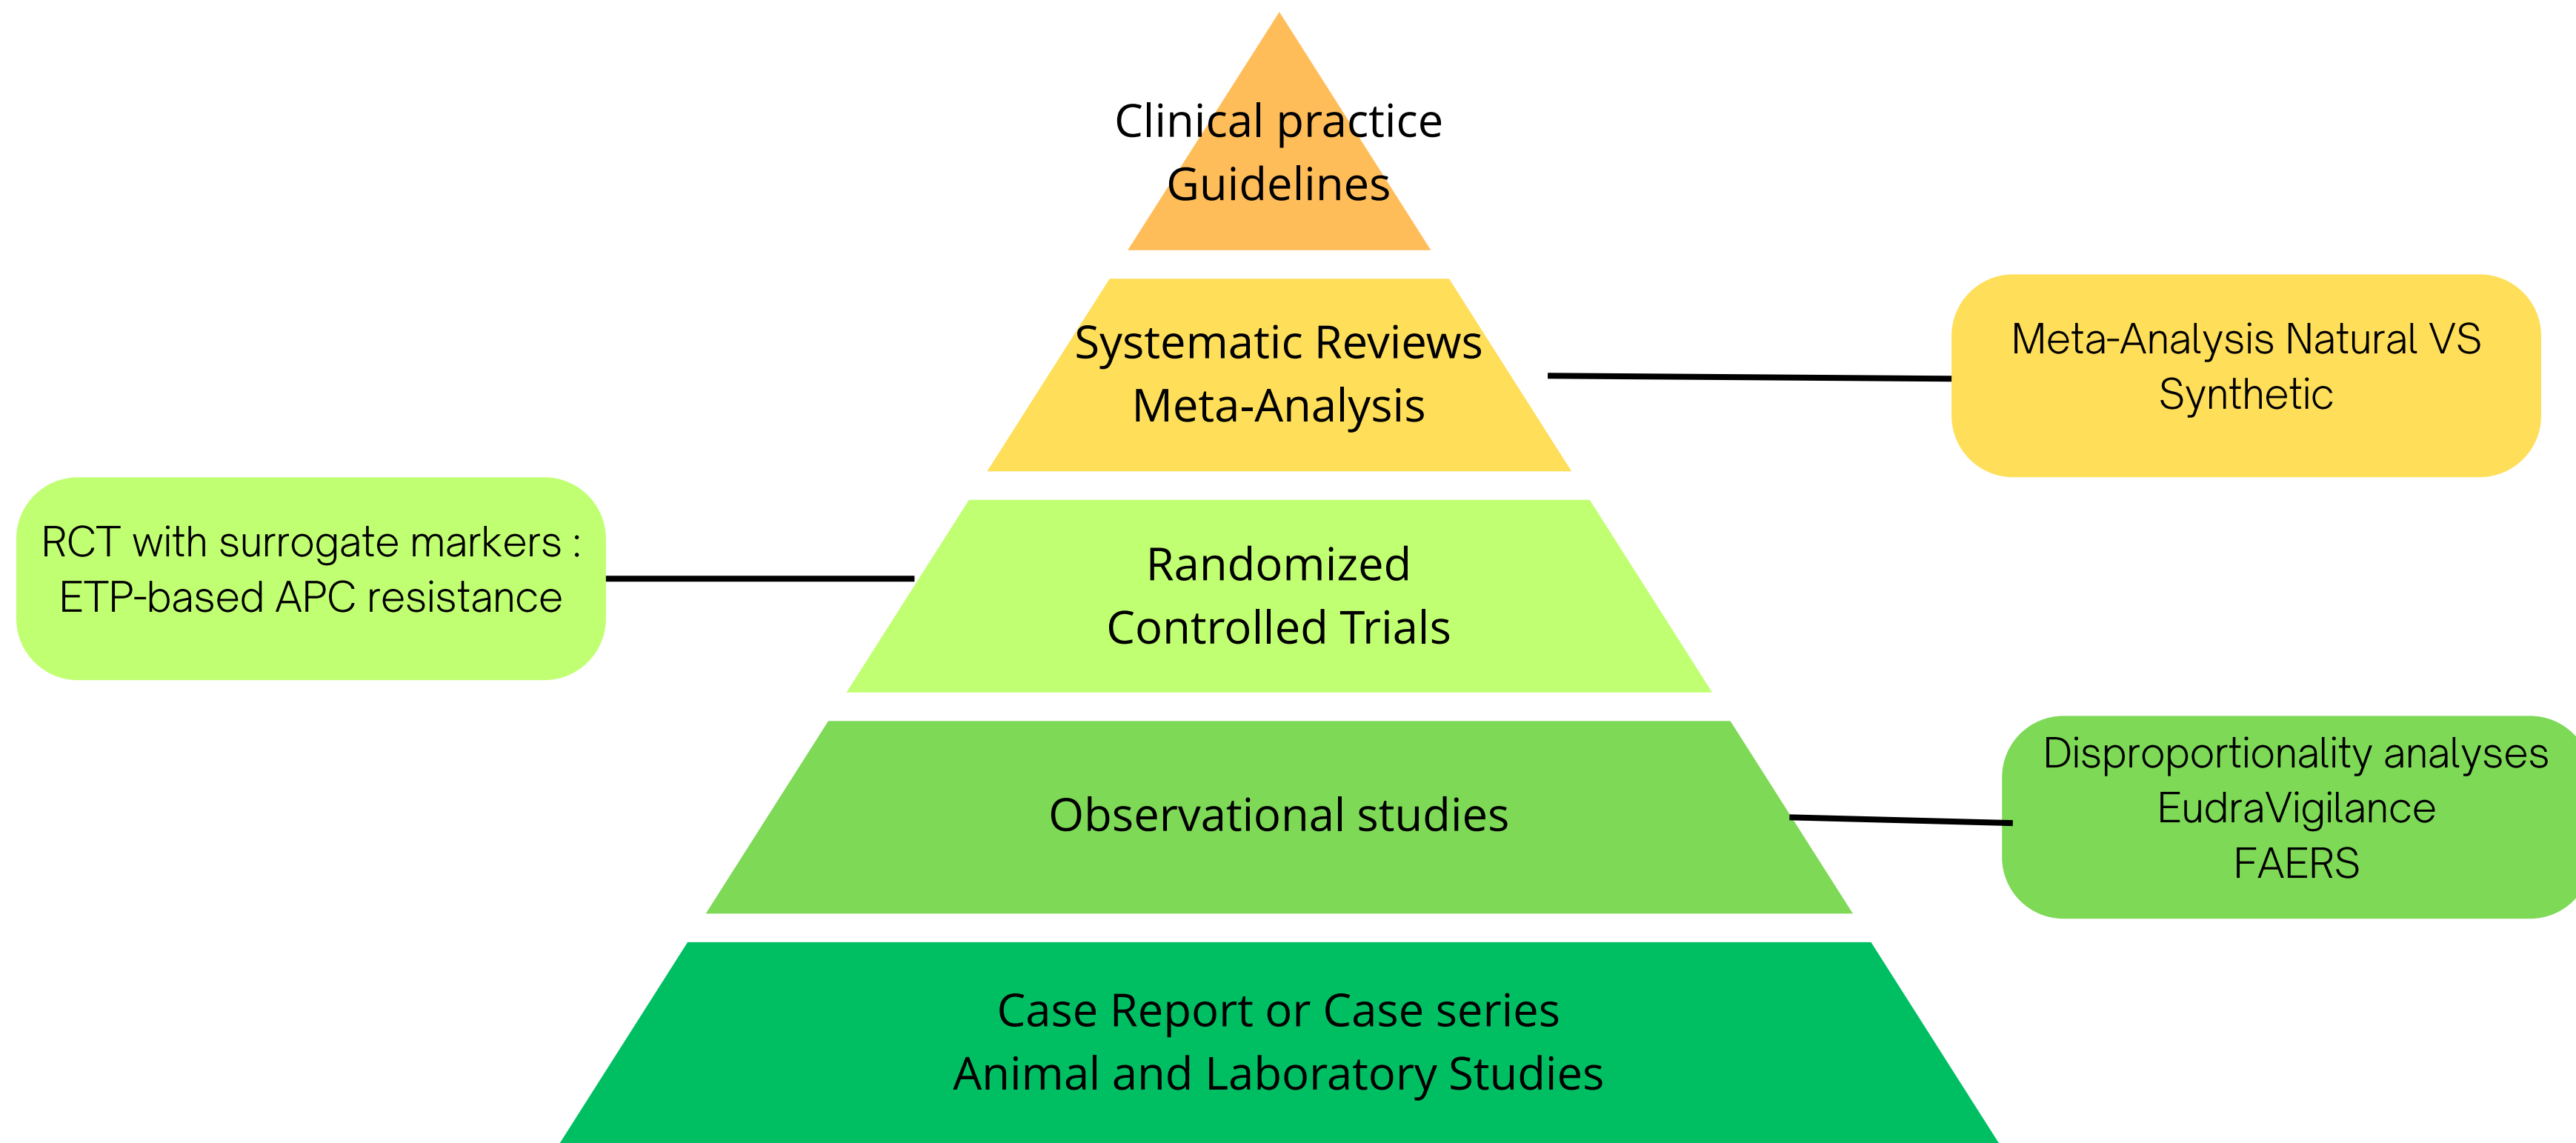 Clinical practice
Guidelines
Systematic Reviews
Meta-Analysis
Meta-Analysis Natural VS
Synthetic
RCT with surrogate markers :
ETP-based APC resistance
Randomized
Controlled Trials
Observational studies
Disproportionality analyses
EudraVigilance
FAERS
Case Report or Case series
Animal and Laboratory Studies